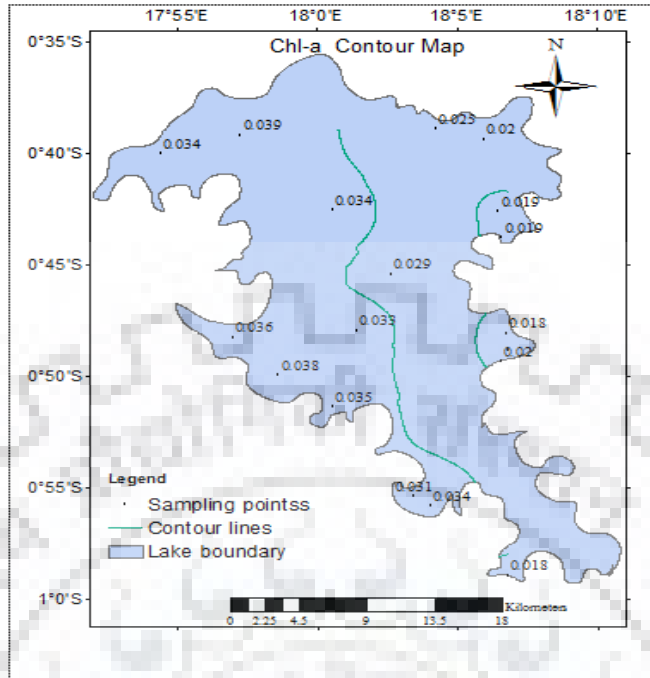 17°55'E 18°0'E 18°5'E 18°10'E
0°35'S
Chl-a Contour Map
N
0.039
0.025
0.02
0.034
0°40'S
0.034
0.019
0.019
0°45'S
0.029
0.036
0.033
0.018
0.02
0°50'S
0.038
0.035
Legend
0°55'S
0.031
0.034
Sampling pointss
Contour lines
Lake boundary
0.018
1°0'S
Kilometers
0 2.25 4.5 9 13.5 18